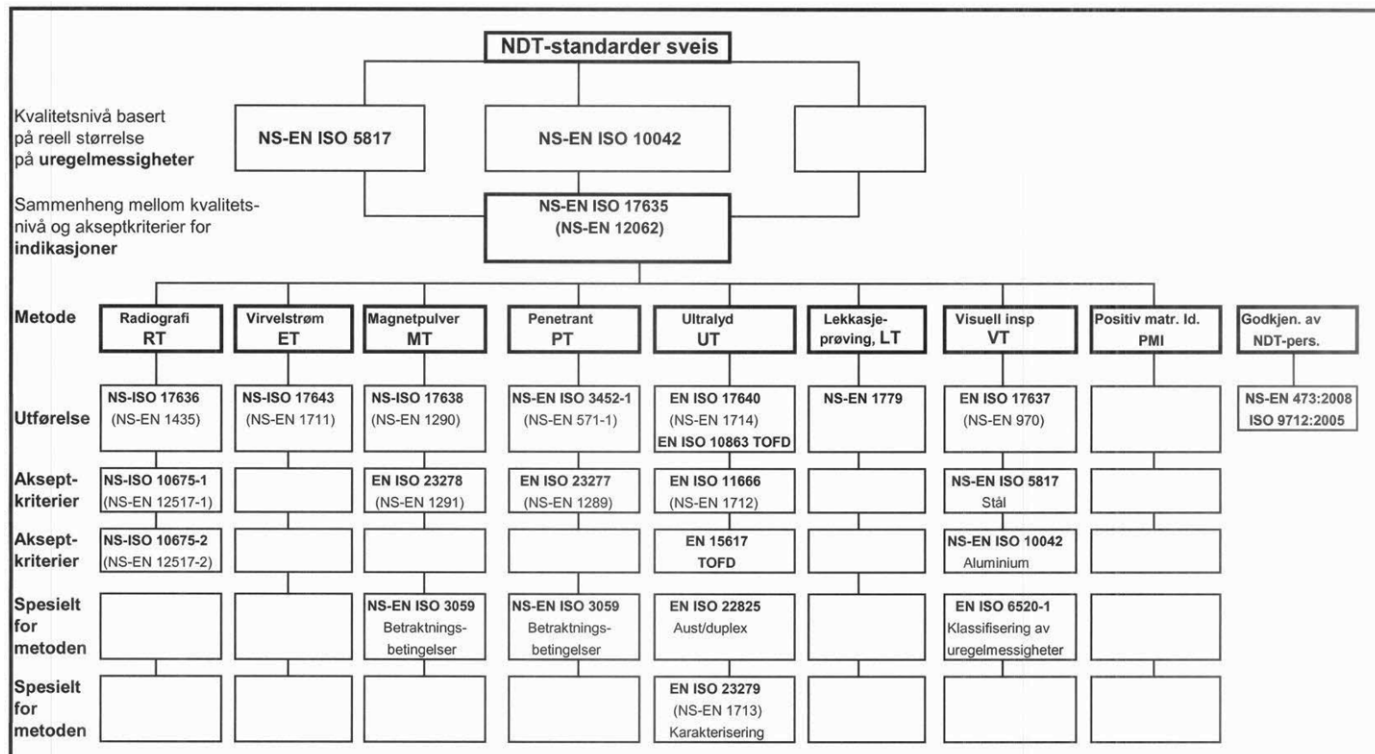 NDT-standarder sveis
Kvalitetsnivå basert
på reell størrelse
på uregelmessigheter
NS-EN ISO 5817
NS-EN ISO 10042
Sammenheng mellom kvalitets-
nivå og akseptkriterier for
indikasjoner
NS-EN ISO 17635
(NS-EN 12062)
Metode
Radiografi
RT
Virvelstrøm
ET
Magnetpulver
MT
Penetrant
PT
Ultralyd
UT
Lekkasje-
prøving, LT
Visuell insp
VT
Positiv matr. Id.
PMI
Godkjen. av
NDT-pers.
Utførelse
NS-ISO 17636
(NS-EN 1435)
NS-ISO 17643
(NS-EN 1711)
NS-ISO 17638
(NS-EN 1290)
NS-EN ISO 3452-1
(NS-EN 571-1)
EN ISO 17640
(NS-EN 1714)
EN ISO 10863 TOFD
NS-EN 1779
EN ISO 17637
(NS-EN 970)
NS-EN 473:2008
ISO 9712:2005
Aksept-
kriterier
NS-ISO 10675-1
(NS-EN 12517-1)
EN ISO 23278
(NS-EN 1291)
EN ISO 23277
(NS-EN 1289)
EN ISO 11666
(NS-EN 1712)
NS-EN ISO 5817
Stål
Aksept-
kriterier
NS-ISO 10675-2
(NS-EN 12517-2)
EN 15617
TOFD
NS-EN ISO 10042
Aluminium
Spesielt
for
metoden
NS-EN ISO 3059
Betraktnings-
betingelser
NS-EN ISO 3059
Betraktnings-
betingelser
EN ISO 22825
Aust/duplex
EN ISO 6520-1
Klassifisering av
uregelmessigheter
Spesielt
for
metoden
EN ISO 23279
(NS-EN 1713)
Karakterisering